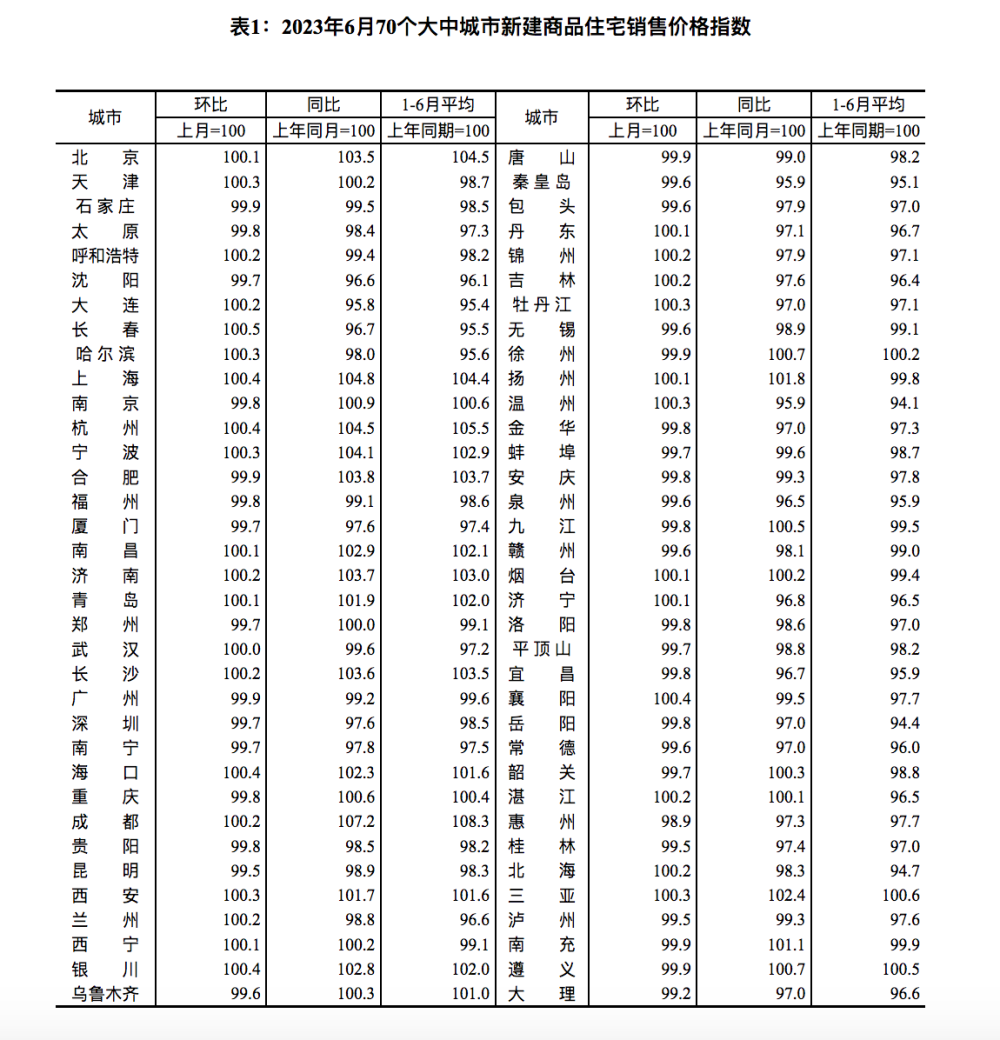 表1：2023年6月70个大中城市新建商品住宅销售价格指数
城市 环比 同比 1-6月平均 城市 环比 同比 1-6月平均
上月=100 上年同月=100 上年同期=100 上月=100 上年同月=100 上年同期=100
北京 100.1 103.5 104.5 唐山 99.9 99.0 98.2
天津 100.3 100.2 98.7 秦皇岛 99.6 95.9 95.1
石家庄 99.9 99.5 98.5 包头 99.6 97.9 97.0
太原 99.8 98.4 97.3 丹东 100.1 97.1 96.7
呼和浩特 100.2 99.4 98.2 锦州 100.2 97.9 97.1
沈阳 99.7 96.6 96.1 吉林 100.2 97.6 96.4
大连 100.2 95.8 95.4 牡丹江 100.3 97.0 97.1
长春 100.5 96.7 95.5 无锡 99.6 98.9 99.1
哈尔滨 100.3 98.0 95.6 徐州 99.9 100.7 100.2
上海 100.4 104.8 104.4 扬州 100.1 101.8 99.8
南京 99.8 100.9 100.6 温州 100.3 95.9 94.1
杭州 100.4 104.5 105.5 金华 99.8 97.0 97.3
宁波 100.3 104.1 102.9 蚌埠 99.7 99.6 98.7
合肥 99.9 103.8 103.7 安庆 99.8 99.3 97.8
福州 99.8 99.1 98.6 泉州 99.6 96.5 95.9
厦门 99.7 97.6 97.4 九江 99.8 100.5 99.5
南昌 100.1 102.9 102.1 赣州 99.6 98.1 99.0
济南 100.2 103.7 103.0 烟台 100.1 100.2 99.4
青岛 100.1 101.9 102.0 济宁 100.1 96.8 96.5
郑州 99.7 100.0 99.1 洛阳 99.8 98.6 97.0
武汉 100.0 99.6 97.2 平顶山 99.7 98.8 98.2
长沙 100.2 103.6 103.5 宜昌 99.8 96.7 95.9
广州 99.9 99.2 99.6 襄阳 100.4 99.5 97.7
深圳 99.7 97.6 98.5 岳阳 99.8 97.0 94.4
南宁 99.7 97.8 97.5 常德 99.6 97.0 96.0
海口 100.4 102.3 101.6 韶关 99.7 100.3 98.8
重庆 99.8 100.6 100.4 湛江 100.2 100.1 96.5
成都 100.2 107.2 108.3 惠州 98.9 97.3 97.7
贵阳 99.8 98.5 98.2 桂林 99.5 97.4 97.0
昆明 99.5 98.9 98.3 北海 100.2 98.3 94.7
西安 100.3 101.7 101.6 三亚 100.3 102.4 100.6
兰州 100.2 98.8 96.6 泸州 99.5 99.3 97.6
西宁 100.1 100.2 99.1 南充 99.9 101.1 99.9
银川 100.4 102.8 102.0 遵义 99.9 100.7 100.5
乌鲁木齐 99.6 100.3 101.0 大理 99.2 97.0 96.6